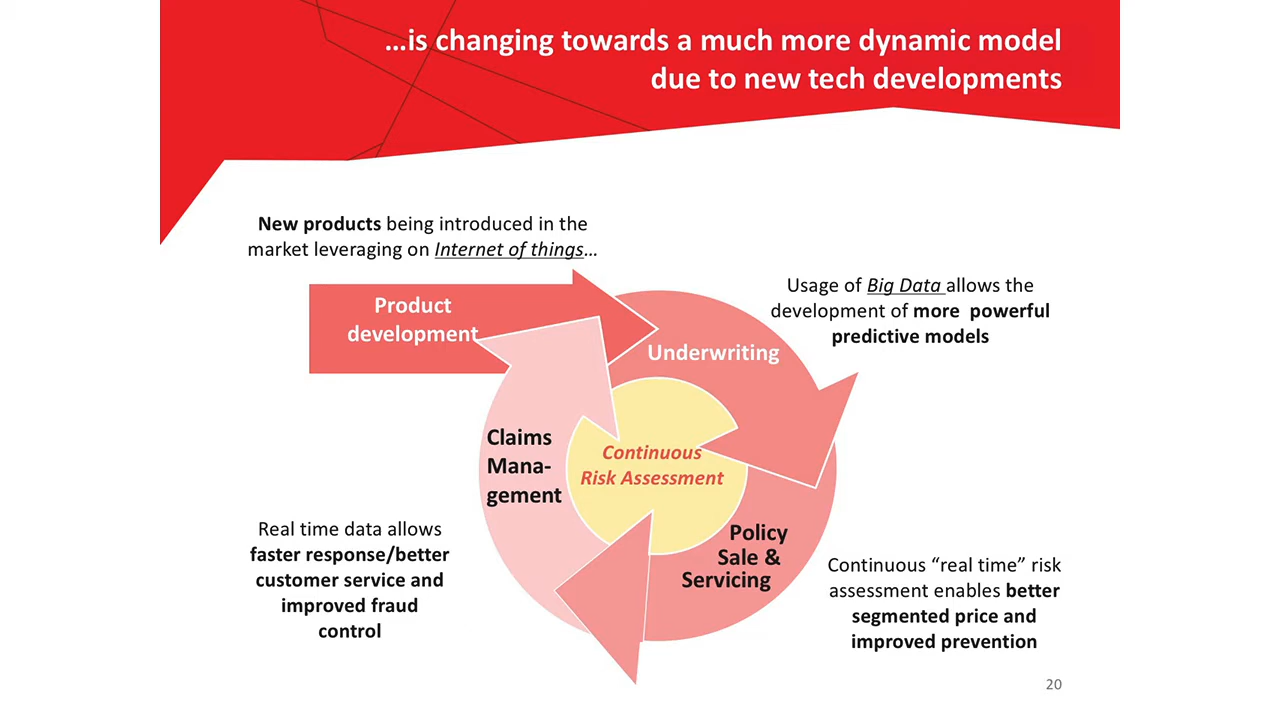 …is changing towards a much more dynamic model
due to new tech developments
New products being introduced in the
market leveraging on Internet of things…
Product
development
Underwriting
Usage of Big Data allows the
development of more powerful
predictive models
Claims
Mana-
gement
Continuous
Risk Assessment
Policy
Sale &
Servicing
Real time data allows
faster response/better
customer service and
improved fraud
control
Continuous “real time” risk
assessment enables better
segmented price and
improved prevention
20